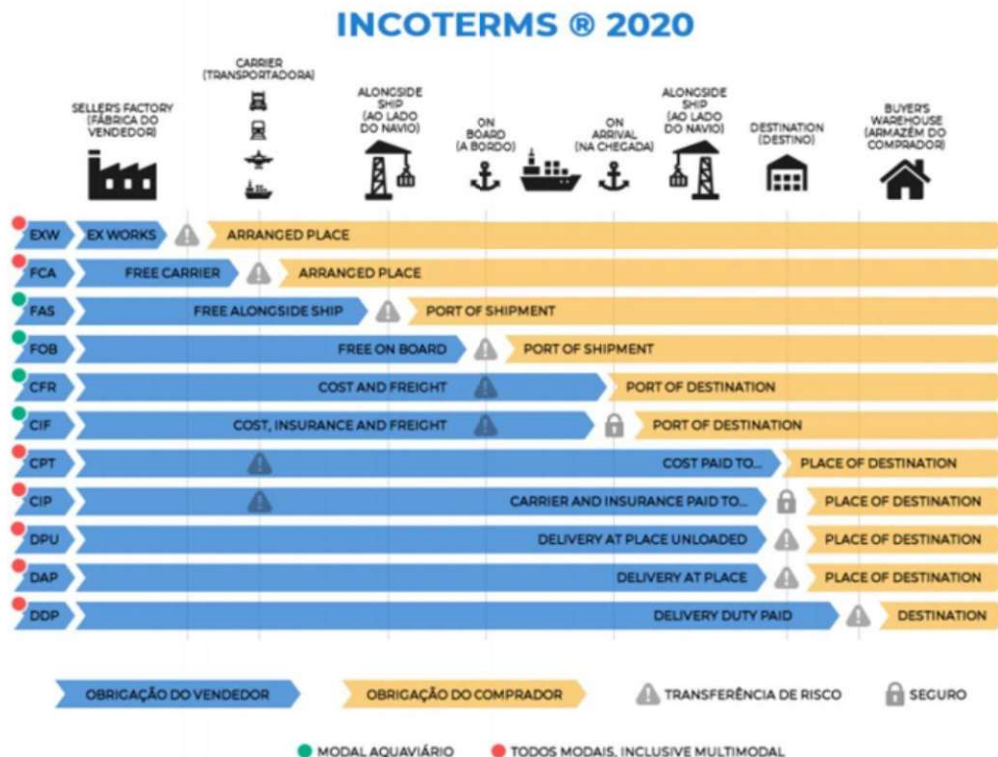 INCOTERMS ® 2020
SELLER'S FACTORY
(FÁBRICA DO
VENDEDOR)
CARRIER
(TRANSPORTADORA)
ALONGSIDE
SHIP
(AO LADO
DO NAVIO)
ON
BOARD
(A BORDO)
ON
ARRIVAL
(NA CHEGADA)
ALONGSIDE
SHIP
(AO LADO
DO NAVIO)
DESTINATION
(DESTINO)
BUYER'S
WAREHOUSE
(ARMAZÉM DO
COMPRADOR)
EXW EX WORKS ARRANGED PLACE
FCA FREE CARRIER ARRANGED PLACE
FAS FREE ALONGSIDE SHIP PORT OF SHIPMENT
FOB FREE ON BOARD PORT OF SHIPMENT
CFR COST AND FREIGHT PORT OF DESTINATION
CIF COST, INSURANCE AND FREIGHT PORT OF DESTINATION
CPT COST PAID TO... PLACE OF DESTINATION
CIP CARRIER AND INSURANCE PAID TO... PLACE OF DESTINATION
DPU DELIVERY AT PLACE UNLOADED PLACE OF DESTINATION
DAP DELIVERY AT PLACE PLACE OF DESTINATION
DDP DELIVERY DUTY PAID DESTINATION
OBRIGAÇÃO DO VENDEDOR OBRIGAÇÃO DO COMPRADOR TRANSFERÊNCIA DE RISCO SEGURO
MODAL AQUAVIÁRIO TODOS MODAIS, INCLUSIVE MULTIMODAL